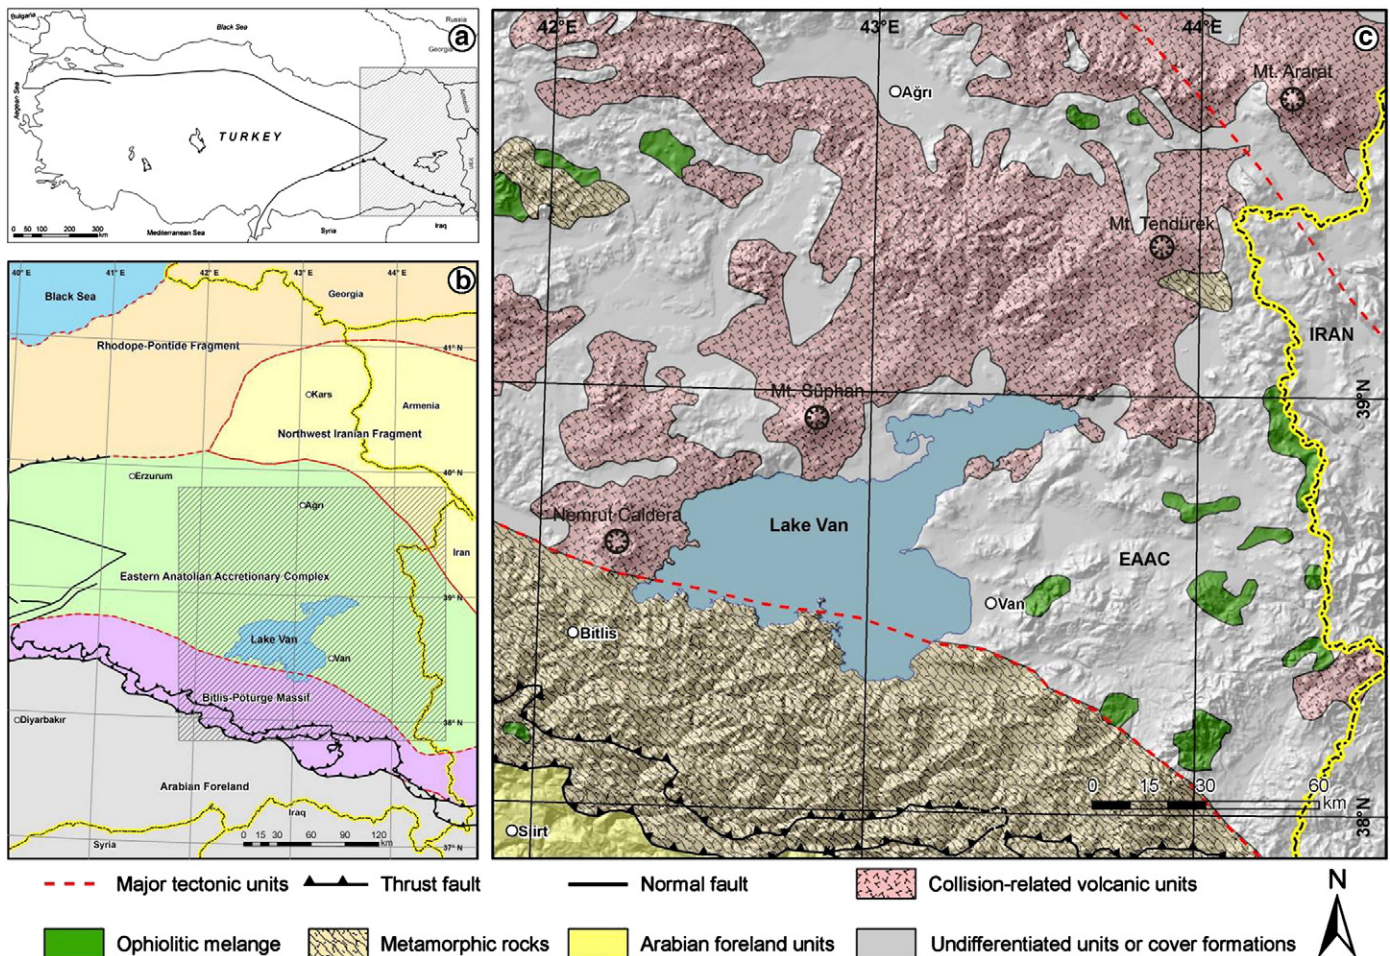 Bulgaria
Black Sea
Russia
Georgia
a
Aegean Sea
Armenia
TURKEY
Mediterranean Sea
Syria
Iraq
0 50 100 200 300
km
b
40° E 41° E 42° E 43° E 44° E
Black Sea
Georgia
Rhodope-Pontide Fragment
41° N
Kars
Armenia
Northwest Iranian Fragment
40° N
Erzurum
Ağrı
Iran
Eastern Anatolian Accretionary Complex
39° N
Lake Van
Van
Bitlis-Pötürge Massif
38° N
Diyarbakır
Arabian Foreland
Iraq
0 15 30 60 90 120
km
Syria
37° N
42°E 43°E 44°E
c
Mt. Ararat
Ağrı
Mt. Tendürek
IRAN
Mt. Süphan
39°N
Nemrut Caldera
Lake Van
EAAC
Van
Bitlis
0 15 30 60
km
38°N
Siirt
Major tectonic units
Thrust fault
Normal fault
Collision-related volcanic units
N
Ophiolitic melange
Metamorphic rocks
Arabian foreland units
Undifferentiated units or cover formations